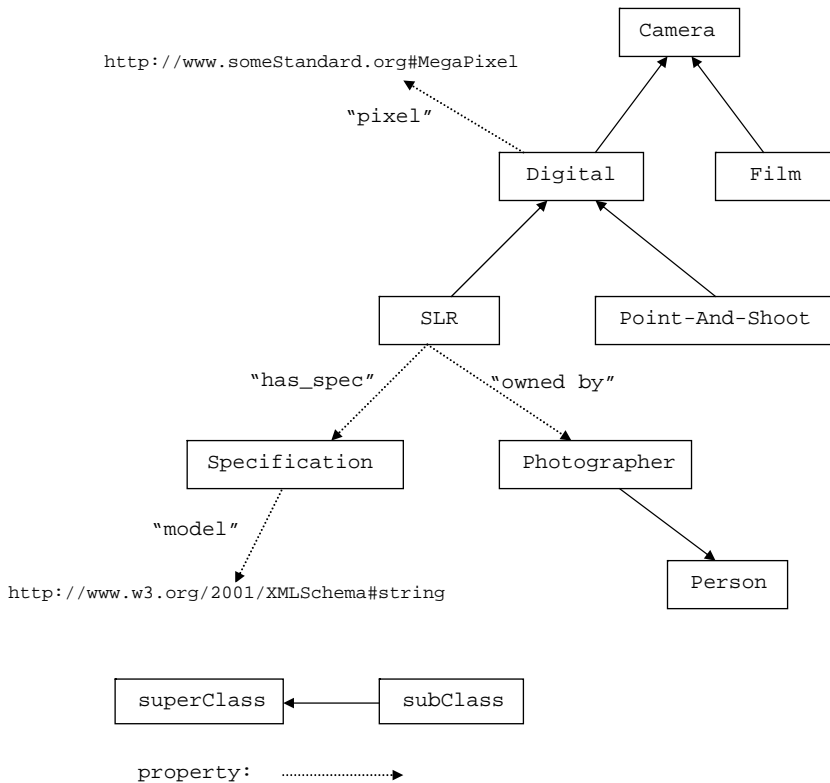 Camera
http://www.someStandard.org#MegaPixel
“pixel”
Digital
Film
SLR
Point-And-Shoot
“has_spec”
“owned by”
Specification
Photographer
“model”
Person
http://www.w3.org/2001/XMLSchema#string
superClass
subClass
property: